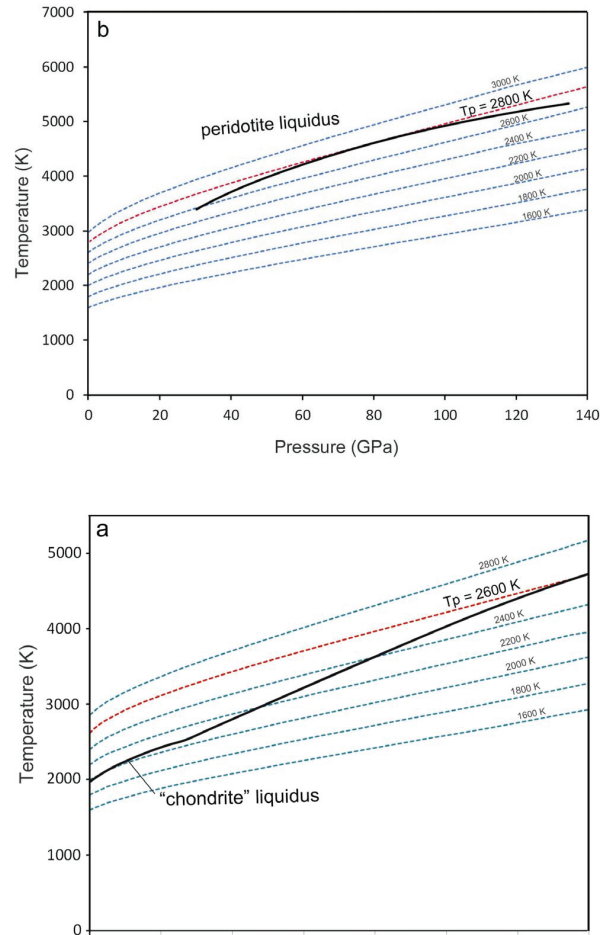 b
7000
6000
5000
4000
3000
2000
1000
0
Temperature (K)
peridotite liquidus
3000 K
Tp = 2800 K
2600 K
2400 K
2200 K
2000 K
1800 K
1600 K
0 20 40 60 80 100 120 140
Pressure (GPa)
a
5000
4000
3000
2000
1000
0
Temperature (K)
2800 K
Tp = 2600 K
2400 K
2200 K
2000 K
1800 K
1600 K
“chondrite” liquidus